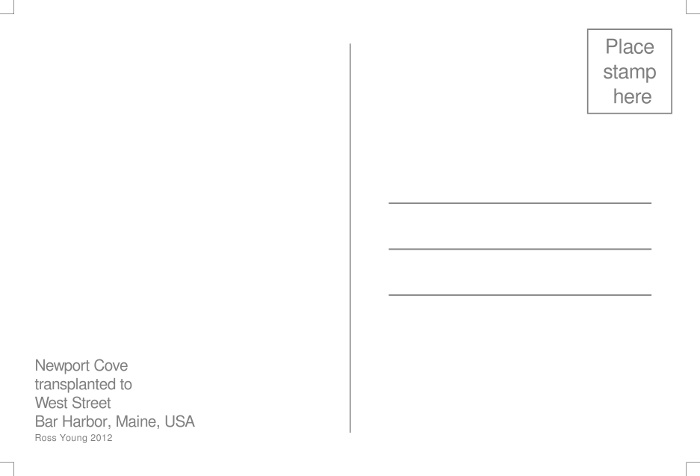 Place
stamp
here
Newport Cove
transplanted to
West Street
Bar Harbor, Maine, USA
Ross Young 2012